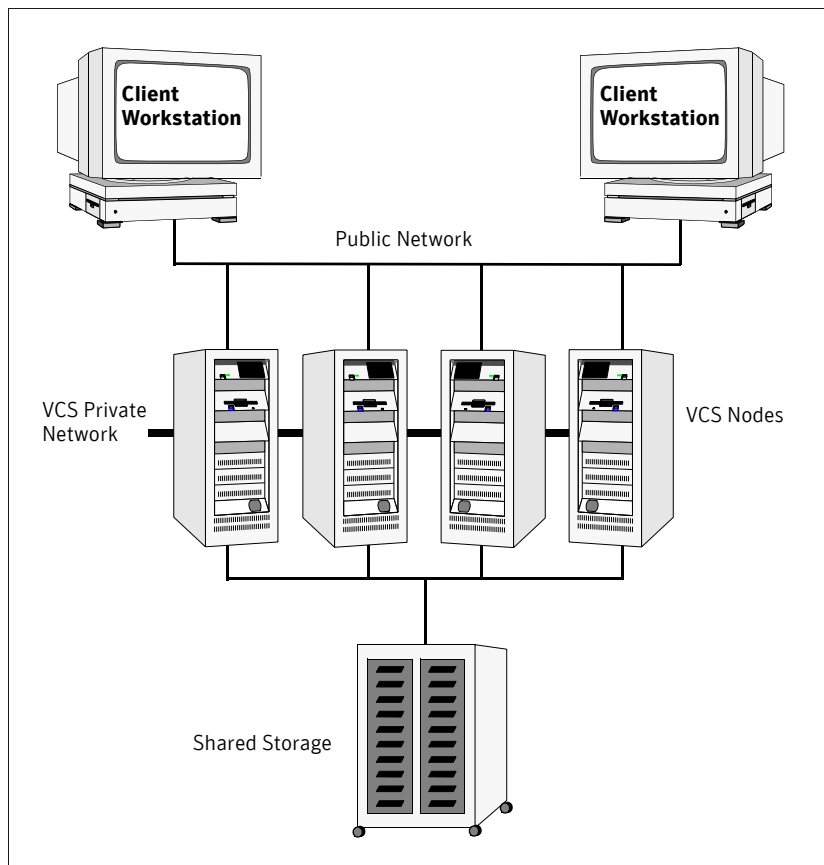 Client
Workstation
Client
Workstation
Public Network
VCS Private
Network
VCS Nodes
Shared Storage